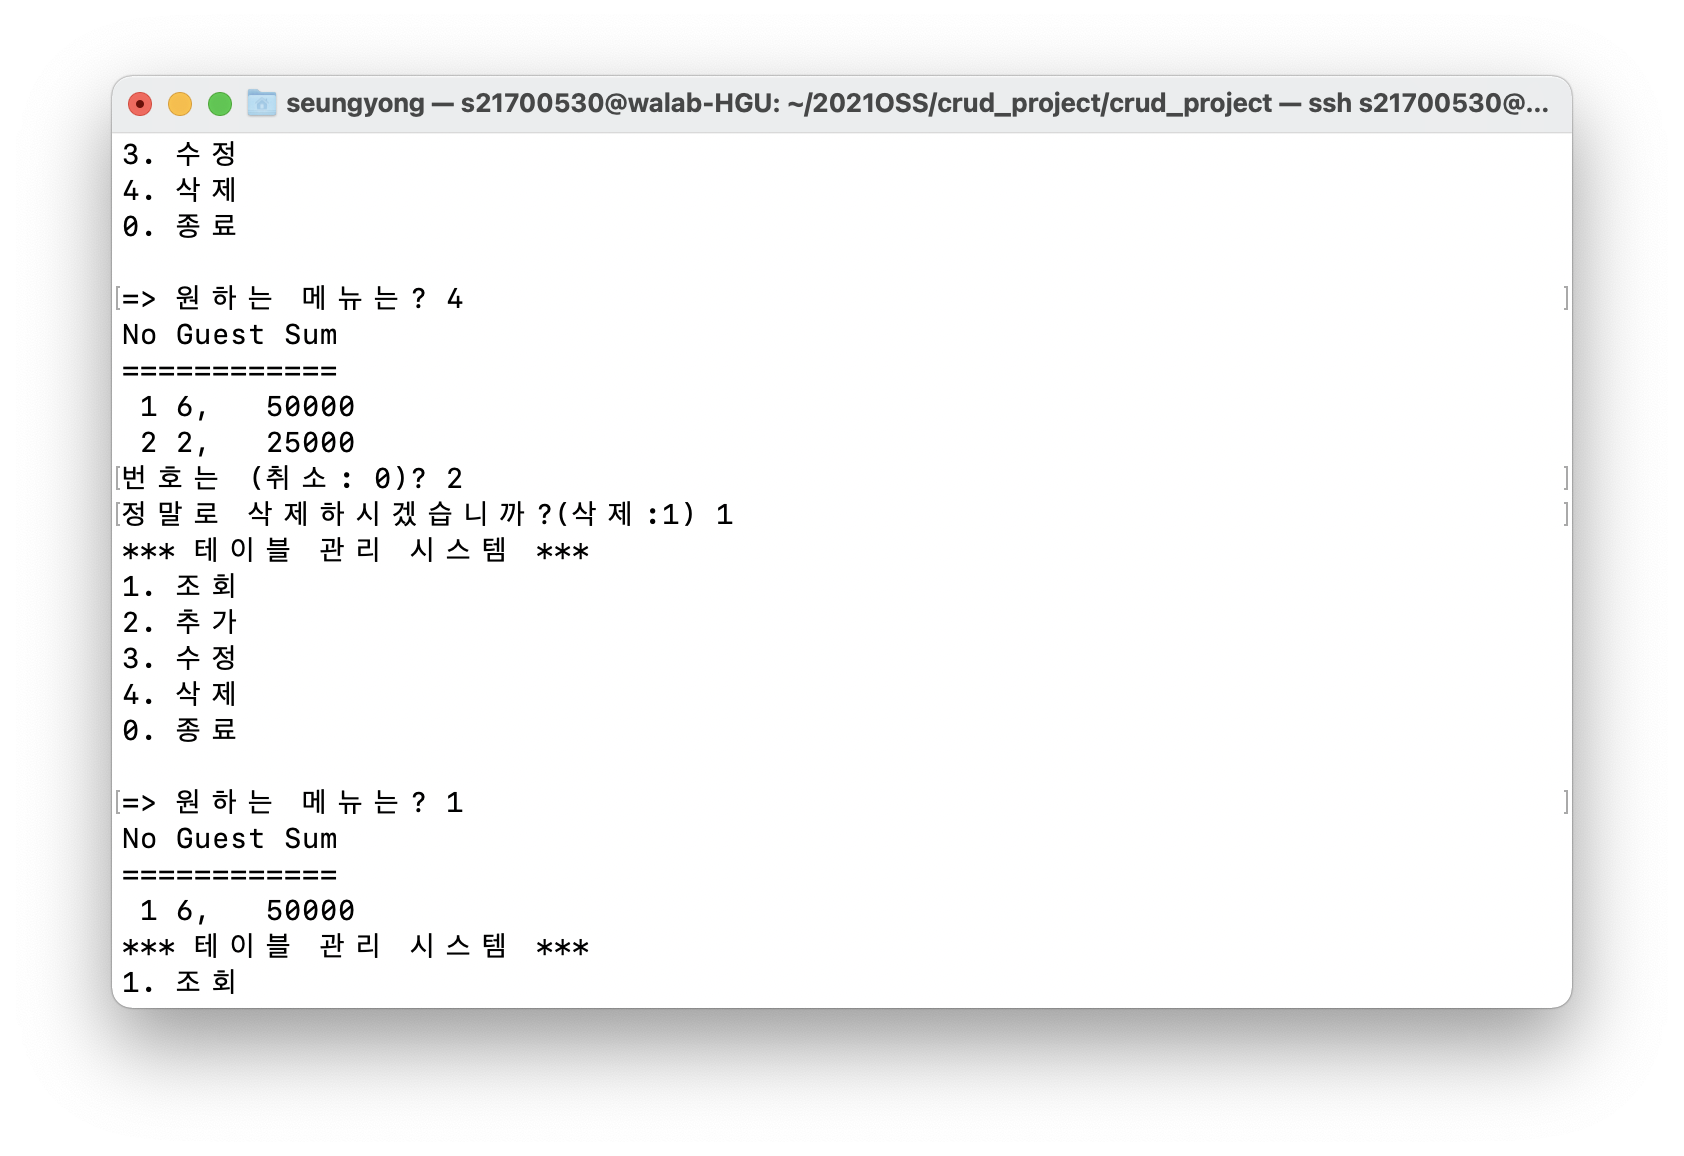 seungyong — s21700530@walab-HGU: ~/2021OSS/crud_project/crud_project — ssh s21700530@...
3. 수정
4. 삭제
0. 종료
[=> 원하는 메뉴는? 4 ]
No Guest Sum
============
1 6, 50000
2 2, 25000
[번호는 (취소: 0)? 2 ]
[정말로 삭제하시겠습니까?(삭제:1) 1 ]
*** 테이블 관리 시스템 ***
1. 조회
2. 추가
3. 수정
4. 삭제
0. 종료
[=> 원하는 메뉴는? 1 ]
No Guest Sum
============
1 6, 50000
*** 테이블 관리 시스템 ***
1. 조회